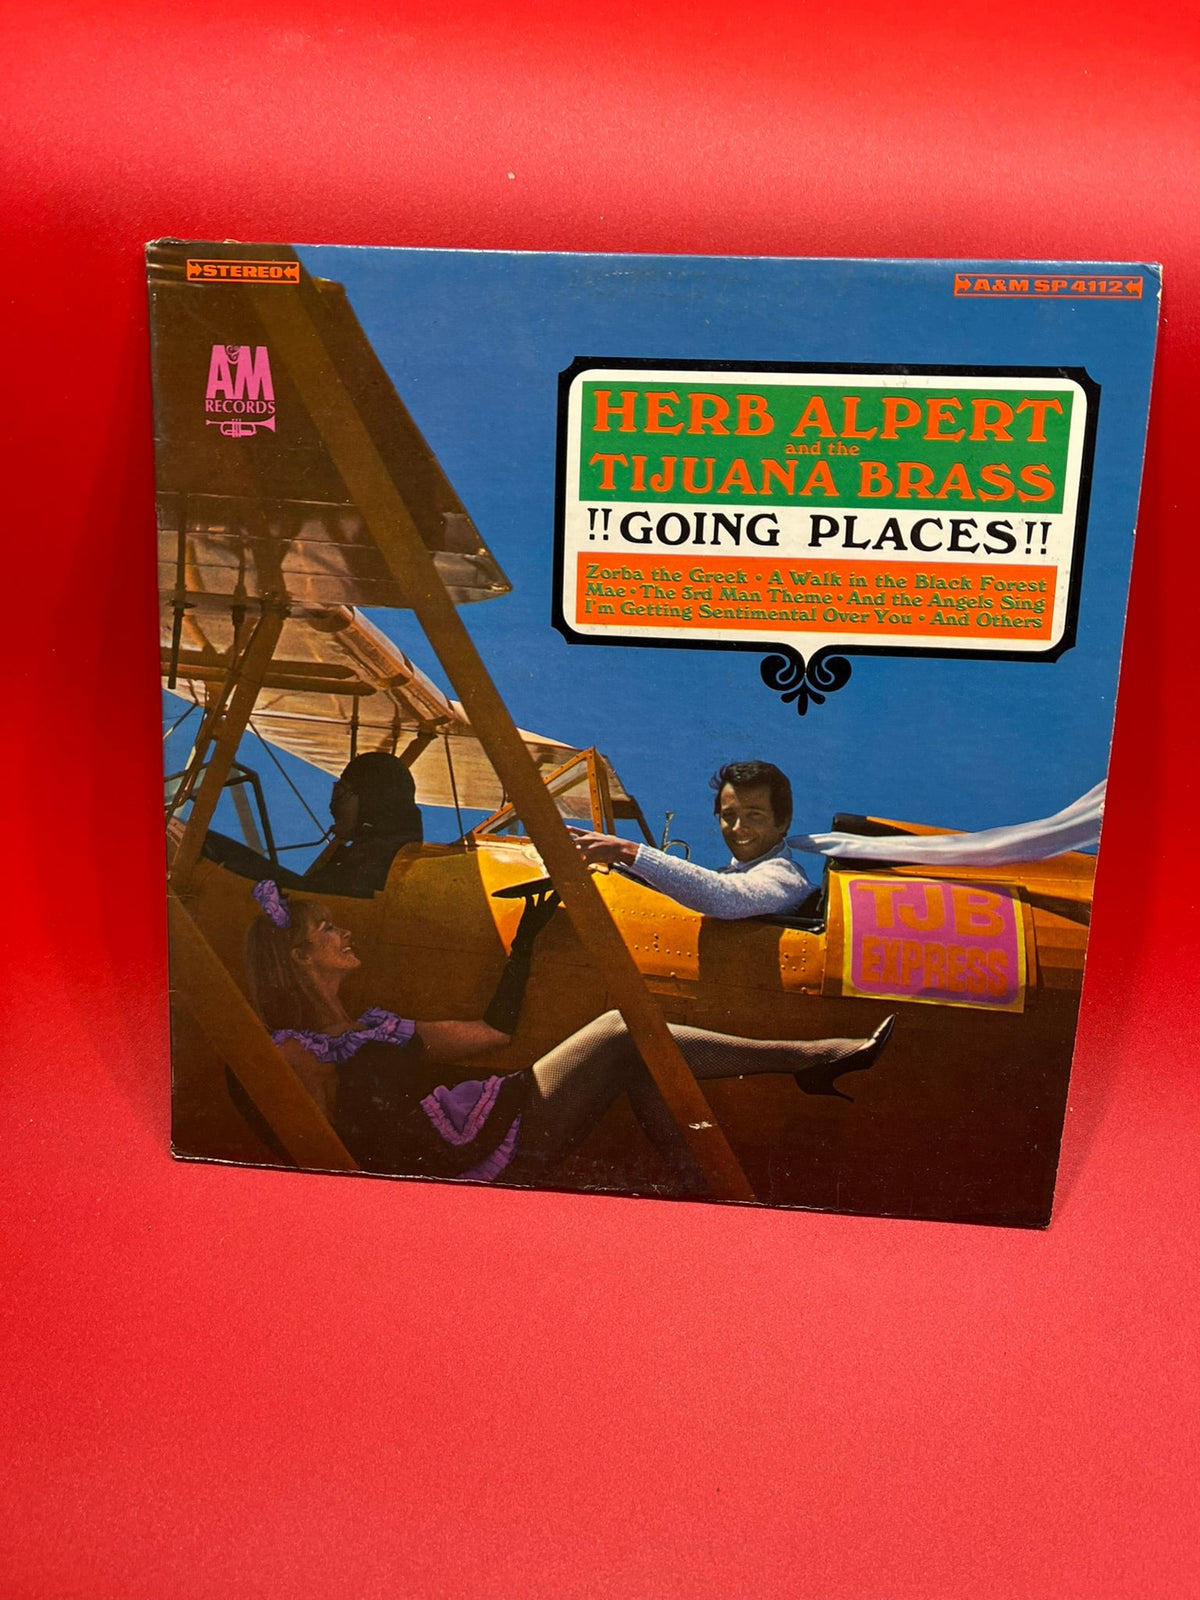 STEREO
A&M SP 4112
A&M
RECORDS
HERB ALPERT
and the
TIJUANA BRASS
!!GOING PLACES!!
Zorba the Greek • A Walk in the Black Forest
Mae • The 3rd Man Theme • And the Angels Sing
I'm Getting Sentimental Over You • And Others
TJB
EXPRESS